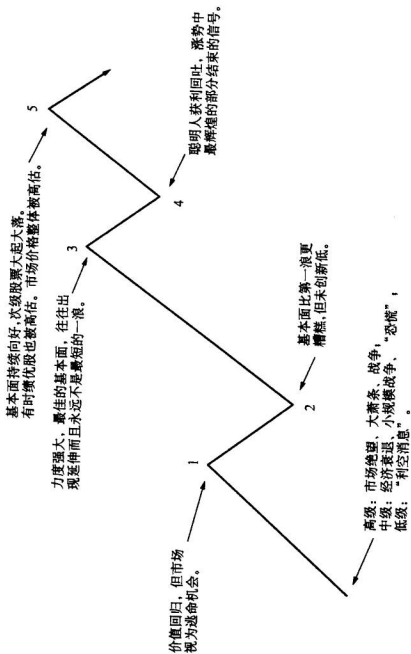 5
基本面持续向好,次级股票大起大落。
有时绩优股也被高估。市场价格整体被高估。
3
力度强大，最佳的基本面，往往出
现延伸而且永远不是最短的一浪。
4
聪明人获利回吐，涨势中
最辉煌的部分结束的信号。
1
价值回归，但市场
视为逃命机会。
2
基本面比第一浪更
糟糕,但未创新低。
高级：市场绝望、大萧条、战争；
中级：经济衰退、小规模战争、“恐慌”；
低级：“利空消息”。